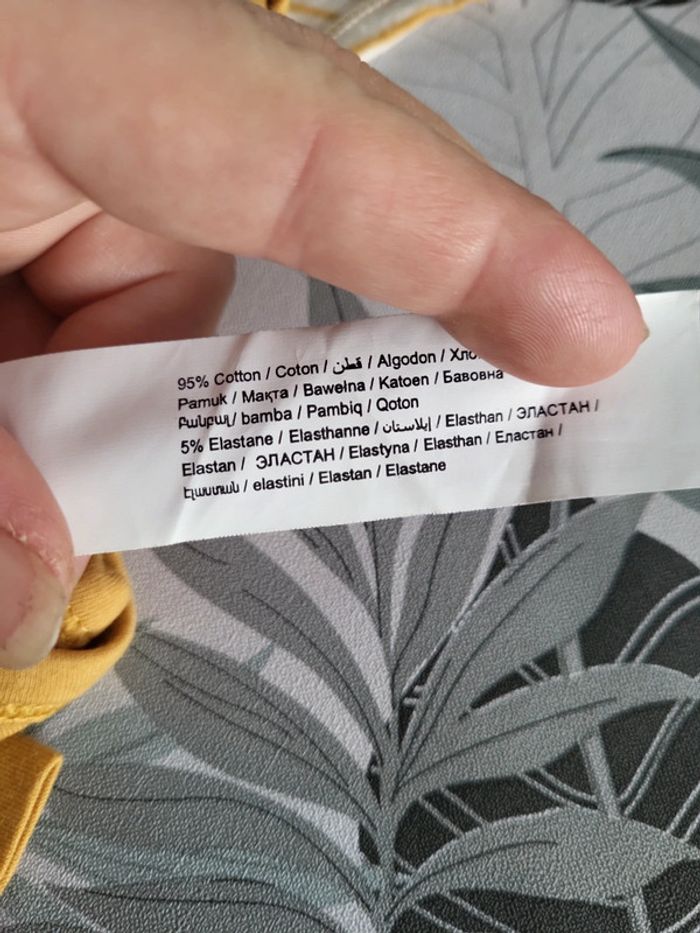 95% Cotton / Coton / قطن / Algodon /
Pamuk / Мақта / Bawełna / Katoen / Бавовна
Բամբակ/ bamba / Pambiq / Qoton
5% Elastane / Elasthanne / إيلاستان / Elasthan / ЭЛАСТАН /
Elastan / ЭЛАСТАН / Elastyna / Elasthan / Еластан /
Էլաստան / elastini / Elastan / Elastane